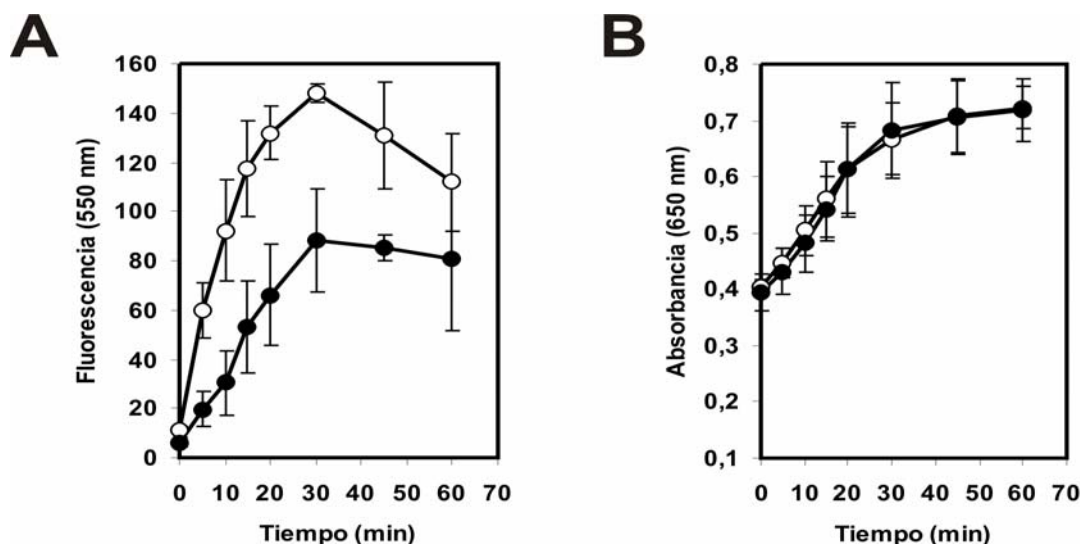 A
Fluorescencia (550 nm)
160
140
120
100
80
60
40
20
0
0 10 20 30 40 50 60 70
Tiempo (min)
B
Absorbancia (650 nm)
0,8
0,7
0,6
0,5
0,4
0,3
0,2
0,1
0 10 20 30 40 50 60 70
Tiempo (min)